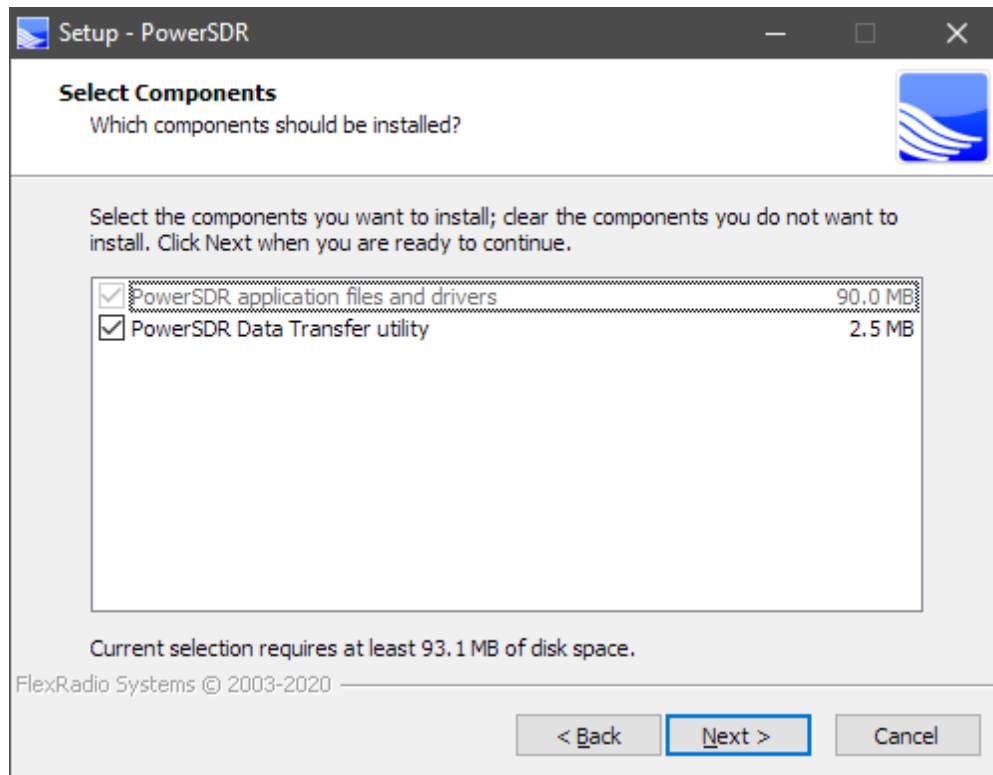 Setup - PowerSDR
Select Components
Which components should be installed?
Select the components you want to install; clear the components you do not want to
install. Click Next when you are ready to continue.
PowerSDR application files and drivers 90.0 MB
PowerSDR Data Transfer utility 2.5 MB
Current selection requires at least 93.1 MB of disk space.
FlexRadio Systems © 2003-2020
< Back Next > Cancel